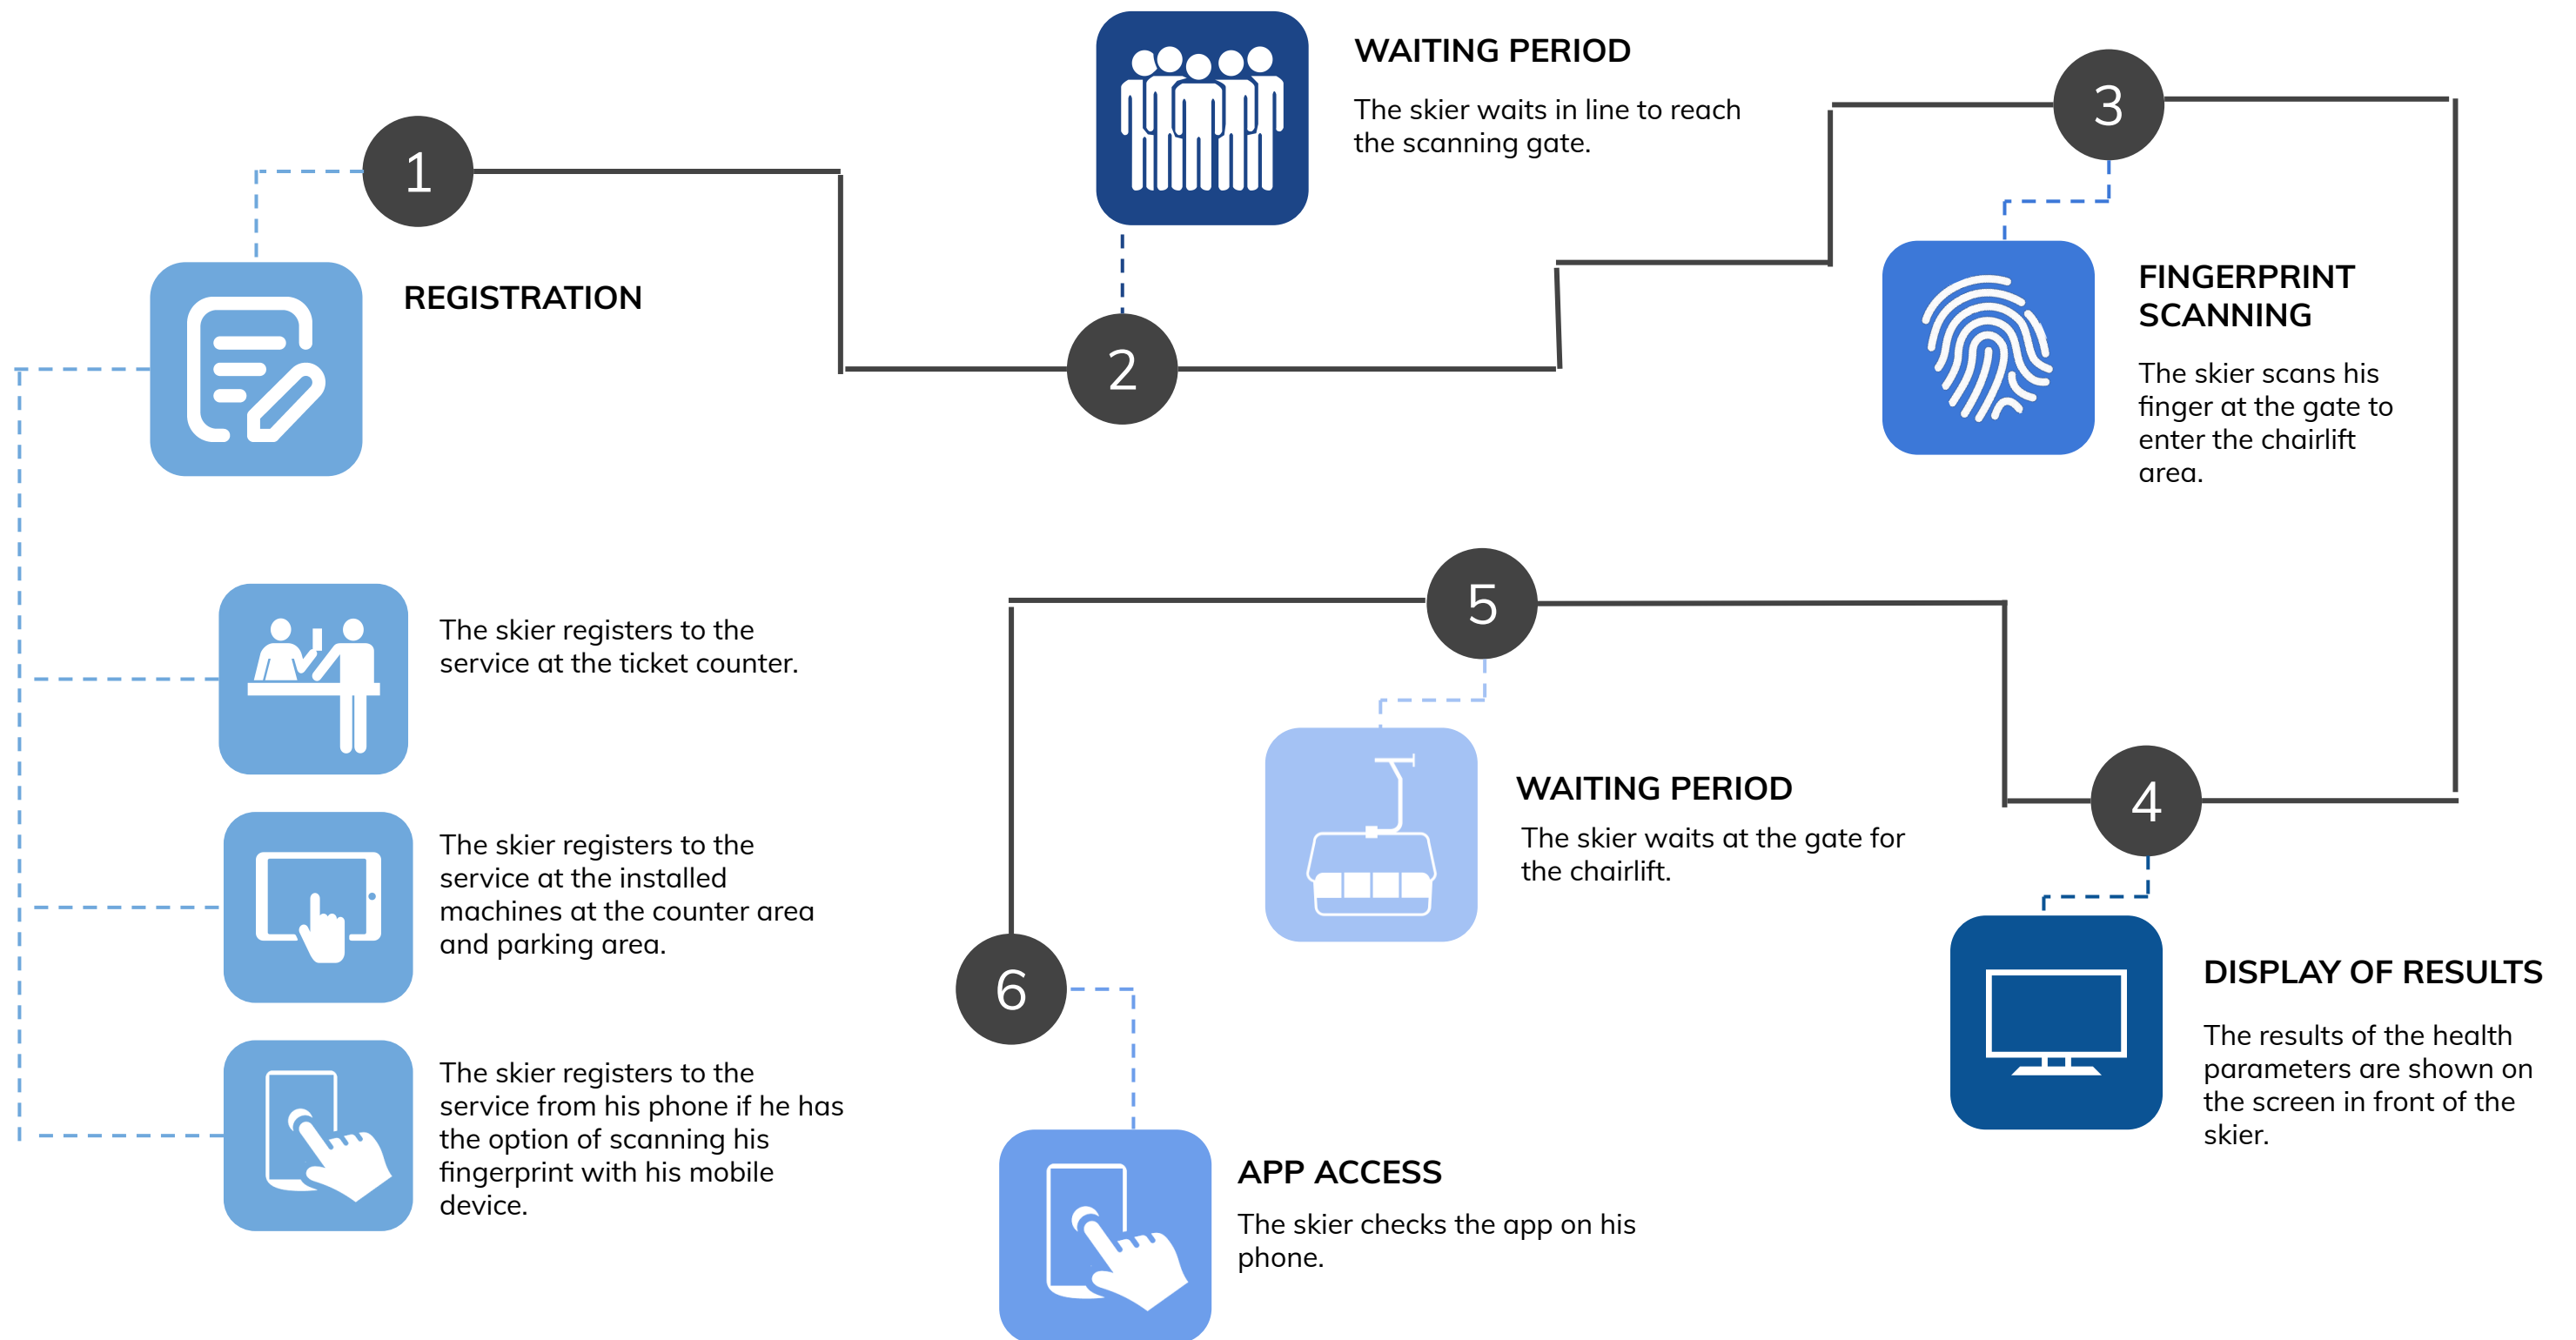 1
REGISTRATION
The skier registers to the
service at the ticket counter.
The skier registers to the
service at the installed
machines at the counter area
and parking area.
The skier registers to the
service from his phone if he has
the option of scanning his
fingerprint with his mobile
device.
2
WAITING PERIOD
The skier waits in line to reach
the scanning gate.
3
FINGERPRINT
SCANNING
The skier scans his
finger at the gate to
enter the chairlift
area.
4
DISPLAY OF RESULTS
The results of the health
parameters are shown on
the screen in front of the
skier.
5
WAITING PERIOD
The skier waits at the gate for
the chairlift.
6
APP ACCESS
The skier checks the app on his
phone.